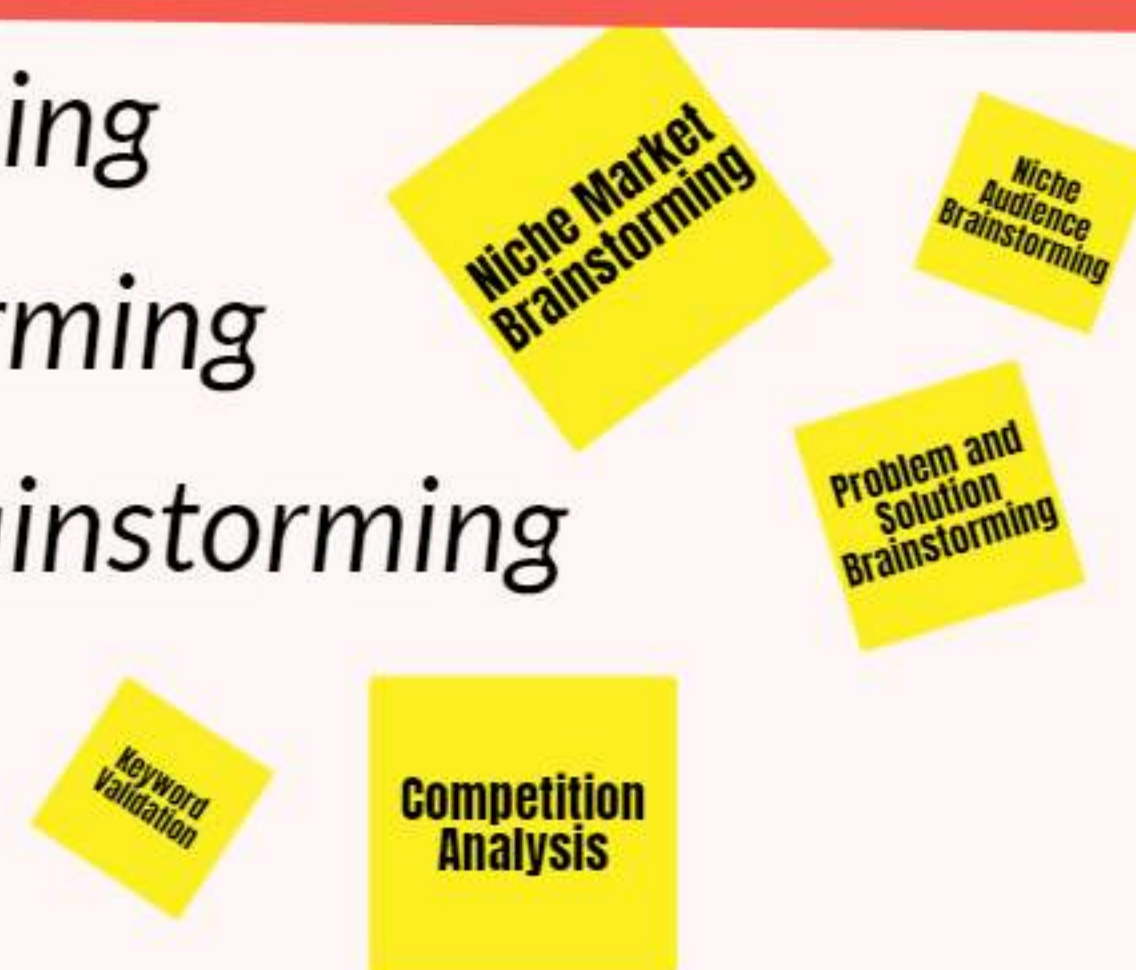 ing
Niche Market
Brainstorming
Niche
Audience
Brainstorming
rming
Problem and
Solution
Brainstorming
instorming
Keyword
Validation
Competition
Analysis